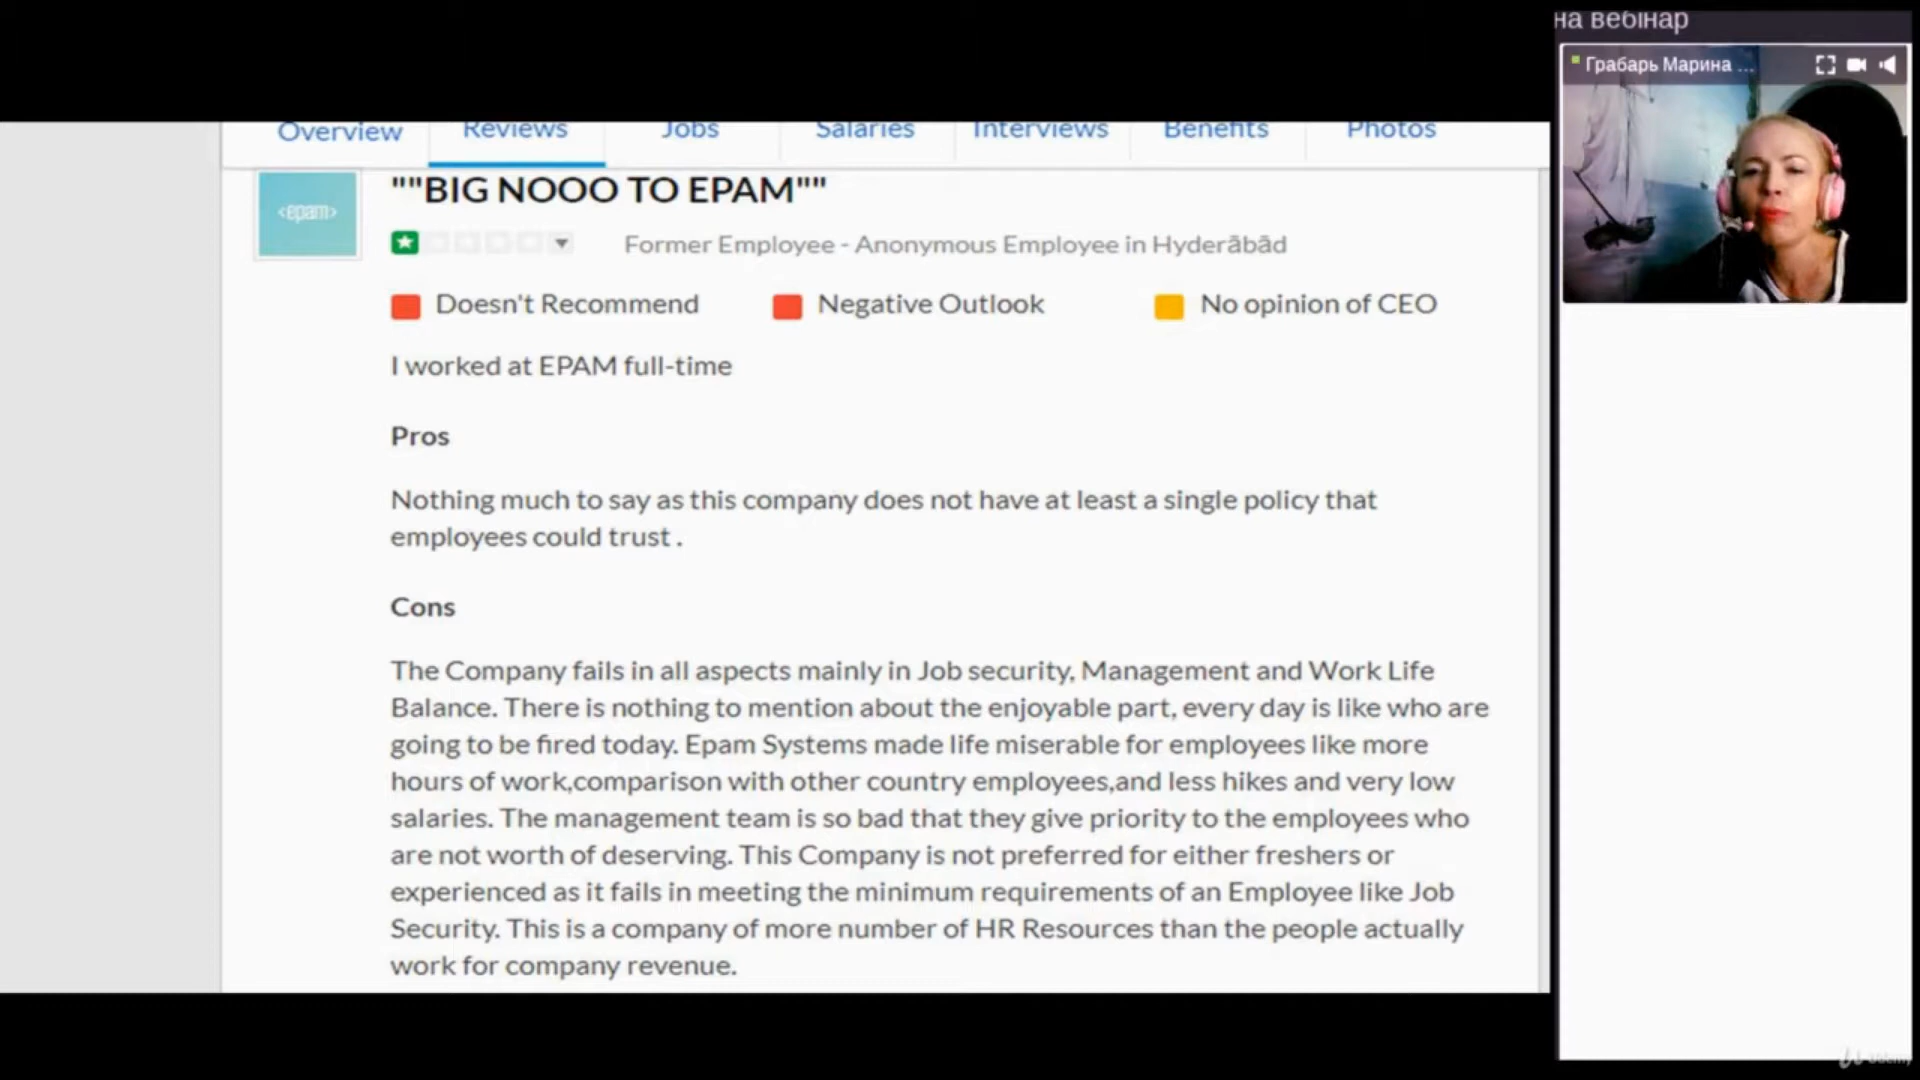 на вебінар
Грабарь Марина ...
Overview Reviews Jobs Salaries Interviews Benefits Photos
<epam>
""BIG NOOO TO EPAM""
Former Employee - Anonymous Employee in Hyderābād
Doesn't Recommend Negative Outlook No opinion of CEO
I worked at EPAM full-time
Pros
Nothing much to say as this company does not have at least a single policy that
employees could trust .
Cons
The Company fails in all aspects mainly in Job security, Management and Work Life
Balance. There is nothing to mention about the enjoyable part, every day is like who are
going to be fired today. Epam Systems made life miserable for employees like more
hours of work,comparison with other country employees,and less hikes and very low
salaries. The management team is so bad that they give priority to the employees who
are not worth of deserving. This Company is not preferred for either freshers or
experienced as it fails in meeting the minimum requirements of an Employee like Job
Security. This is a company of more number of HR Resources than the people actually
work for company revenue.
Udemy